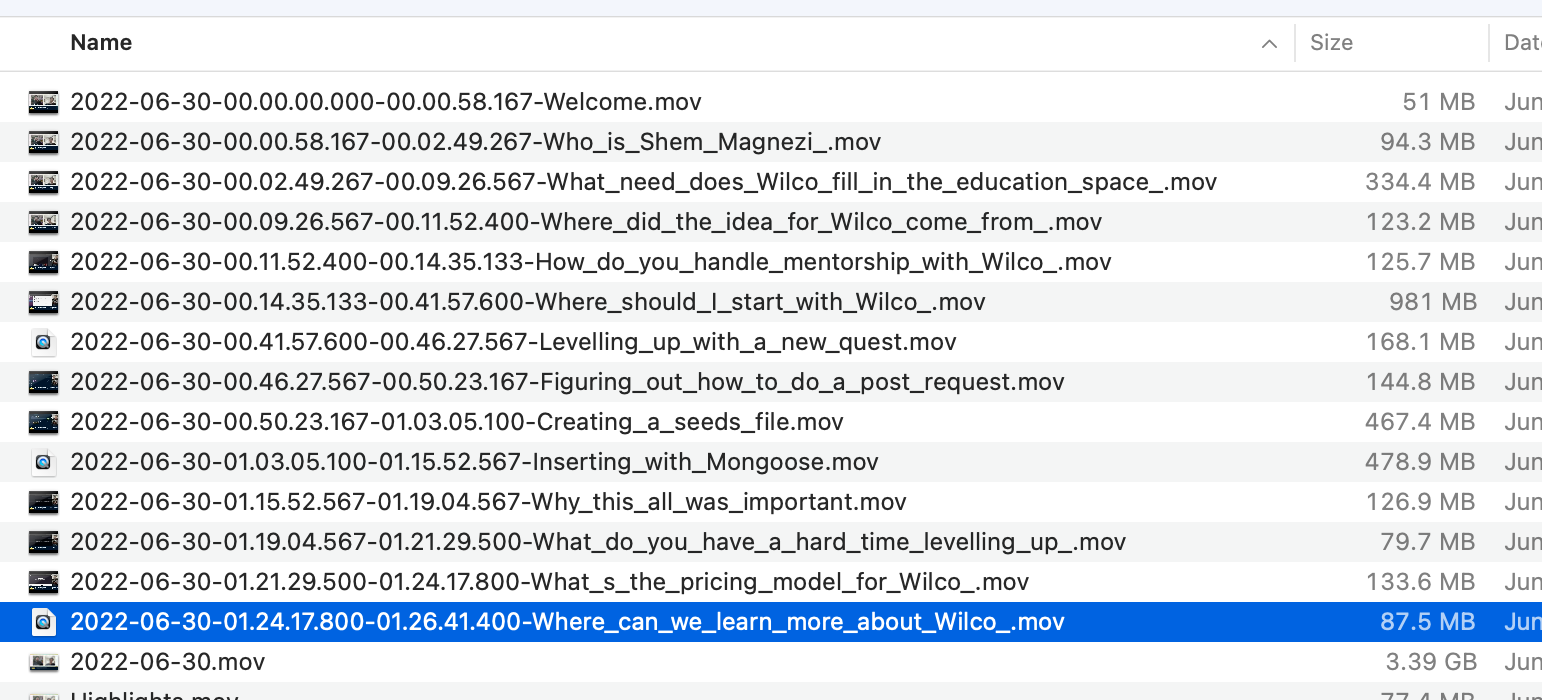 Name Size Dat
2022-06-30-00.00.00.000-00.00.58.167-Welcome.mov 51 MB Jun
2022-06-30-00.00.58.167-00.02.49.267-Who_is_Shem_Magnezi_.mov 94.3 MB Jun
2022-06-30-00.02.49.267-00.09.26.567-What_need_does_Wilco_fill_in_the_education_space_.mov 334.4 MB Jun
2022-06-30-00.09.26.567-00.11.52.400-Where_did_the_idea_for_Wilco_come_from_.mov 123.2 MB Jun
2022-06-30-00.11.52.400-00.14.35.133-How_do_you_handle_mentorship_with_Wilco_.mov 125.7 MB Jun
2022-06-30-00.14.35.133-00.41.57.600-Where_should_I_start_with_Wilco_.mov 981 MB Jun
2022-06-30-00.41.57.600-00.46.27.567-Levelling_up_with_a_new_quest.mov 168.1 MB Jun
2022-06-30-00.46.27.567-00.50.23.167-Figuring_out_how_to_do_a_post_request.mov 144.8 MB Jun
2022-06-30-00.50.23.167-01.03.05.100-Creating_a_seeds_file.mov 467.4 MB Jun
2022-06-30-01.03.05.100-01.15.52.567-Inserting_with_Mongoose.mov 478.9 MB Jun
2022-06-30-01.15.52.567-01.19.04.567-Why_this_all_was_important.mov 126.9 MB Jun
2022-06-30-01.19.04.567-01.21.29.500-What_do_you_have_a_hard_time_levelling_up_.mov 79.7 MB Jun
2022-06-30-01.21.29.500-01.24.17.800-What_s_the_pricing_model_for_Wilco_.mov 133.6 MB Jun
2022-06-30-01.24.17.800-01.26.41.400-Where_can_we_learn_more_about_Wilco_.mov 87.5 MB Jun
2022-06-30.mov 3.39 GB Jun
Highlights.mov 77.4 MB Jun